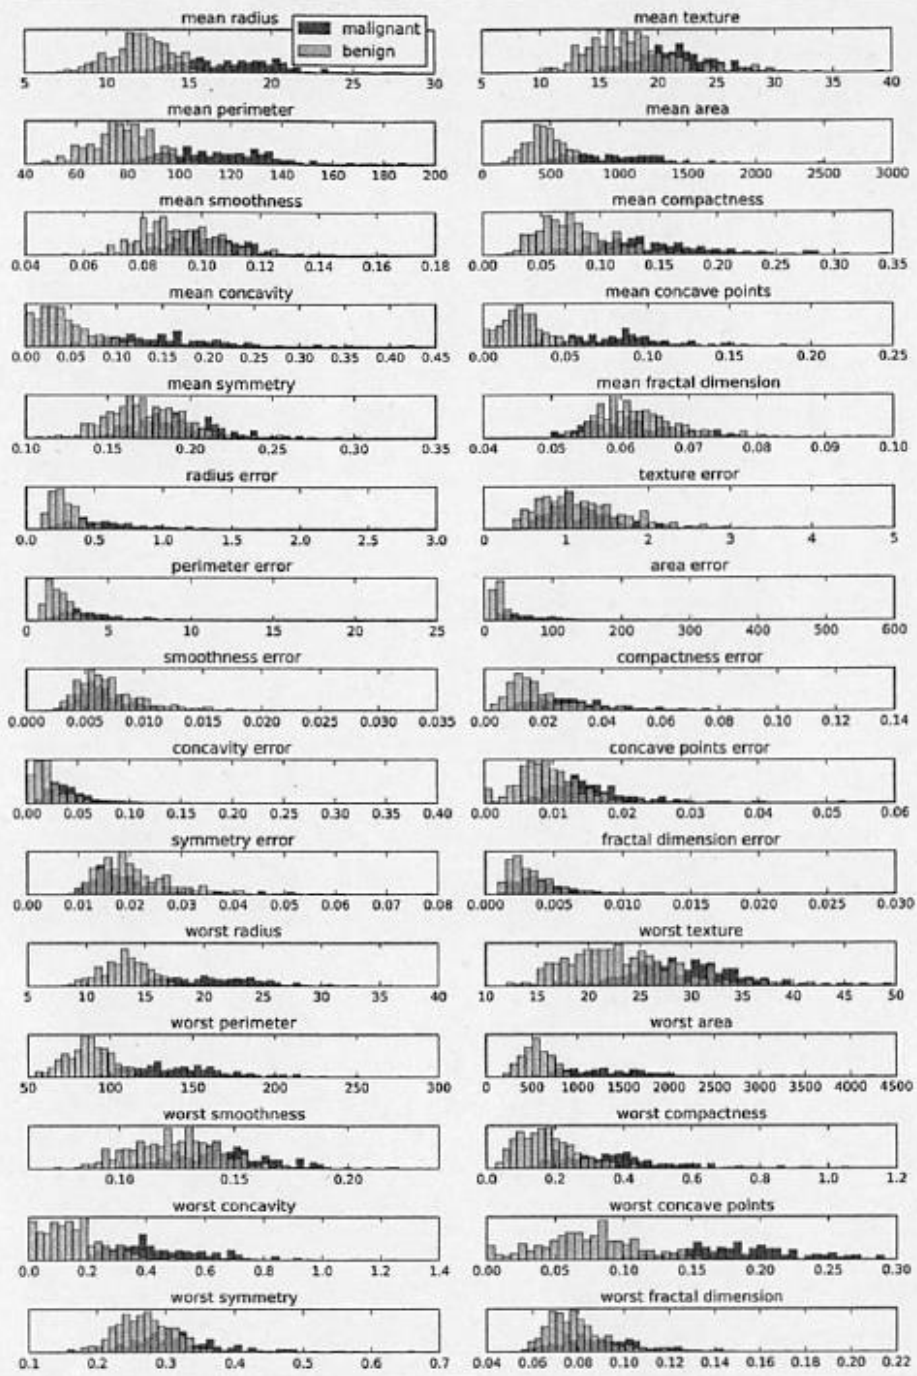 mean radius
malignant
benign
5 10 15 20 25 30
mean texture
5 10 15 20 25 30 35 40
mean perimeter
40 60 80 100 120 140 160 180 200
mean area
0 500 1000 1500 2000 2500 3000
mean smoothness
0.04 0.06 0.08 0.10 0.12 0.14 0.16 0.18
mean compactness
0.00 0.05 0.10 0.15 0.20 0.25 0.30 0.35
mean concavity
0.00 0.05 0.10 0.15 0.20 0.25 0.30 0.35 0.40 0.45
mean concave points
0.00 0.05 0.10 0.15 0.20 0.25
mean symmetry
0.10 0.15 0.20 0.25 0.30 0.35
mean fractal dimension
0.04 0.05 0.06 0.07 0.08 0.09 0.10
radius error
0.0 0.5 1.0 1.5 2.0 2.5 3.0
texture error
0 1 2 3 4 5
perimeter error
0 5 10 15 20 25
area error
0 100 200 300 400 500 600
smoothness error
0.000 0.005 0.010 0.015 0.020 0.025 0.030 0.035
compactness error
0.00 0.02 0.04 0.06 0.08 0.10 0.12 0.14
concavity error
0.00 0.05 0.10 0.15 0.20 0.25 0.30 0.35 0.40
concave points error
0.00 0.01 0.02 0.03 0.04 0.05 0.06
symmetry error
0.00 0.01 0.02 0.03 0.04 0.05 0.06 0.07 0.08
fractal dimension error
0.000 0.005 0.010 0.015 0.020 0.025 0.030
worst radius
5 10 15 20 25 30 35 40
worst texture
10 15 20 25 30 35 40 45 50
worst perimeter
50 100 150 200 250 300
worst area
0 500 1000 1500 2000 2500 3000 3500 4000 4500
worst smoothness
0.10 0.15 0.20
worst compactness
0.0 0.2 0.4 0.6 0.8 1.0 1.2
worst concavity
0.0 0.2 0.4 0.6 0.8 1.0 1.2 1.4
worst concave points
0.00 0.05 0.10 0.15 0.20 0.25 0.30
worst symmetry
0.1 0.2 0.3 0.4 0.5 0.6 0.7
worst fractal dimension
0.04 0.06 0.08 0.10 0.12 0.14 0.16 0.18 0.20 0.22